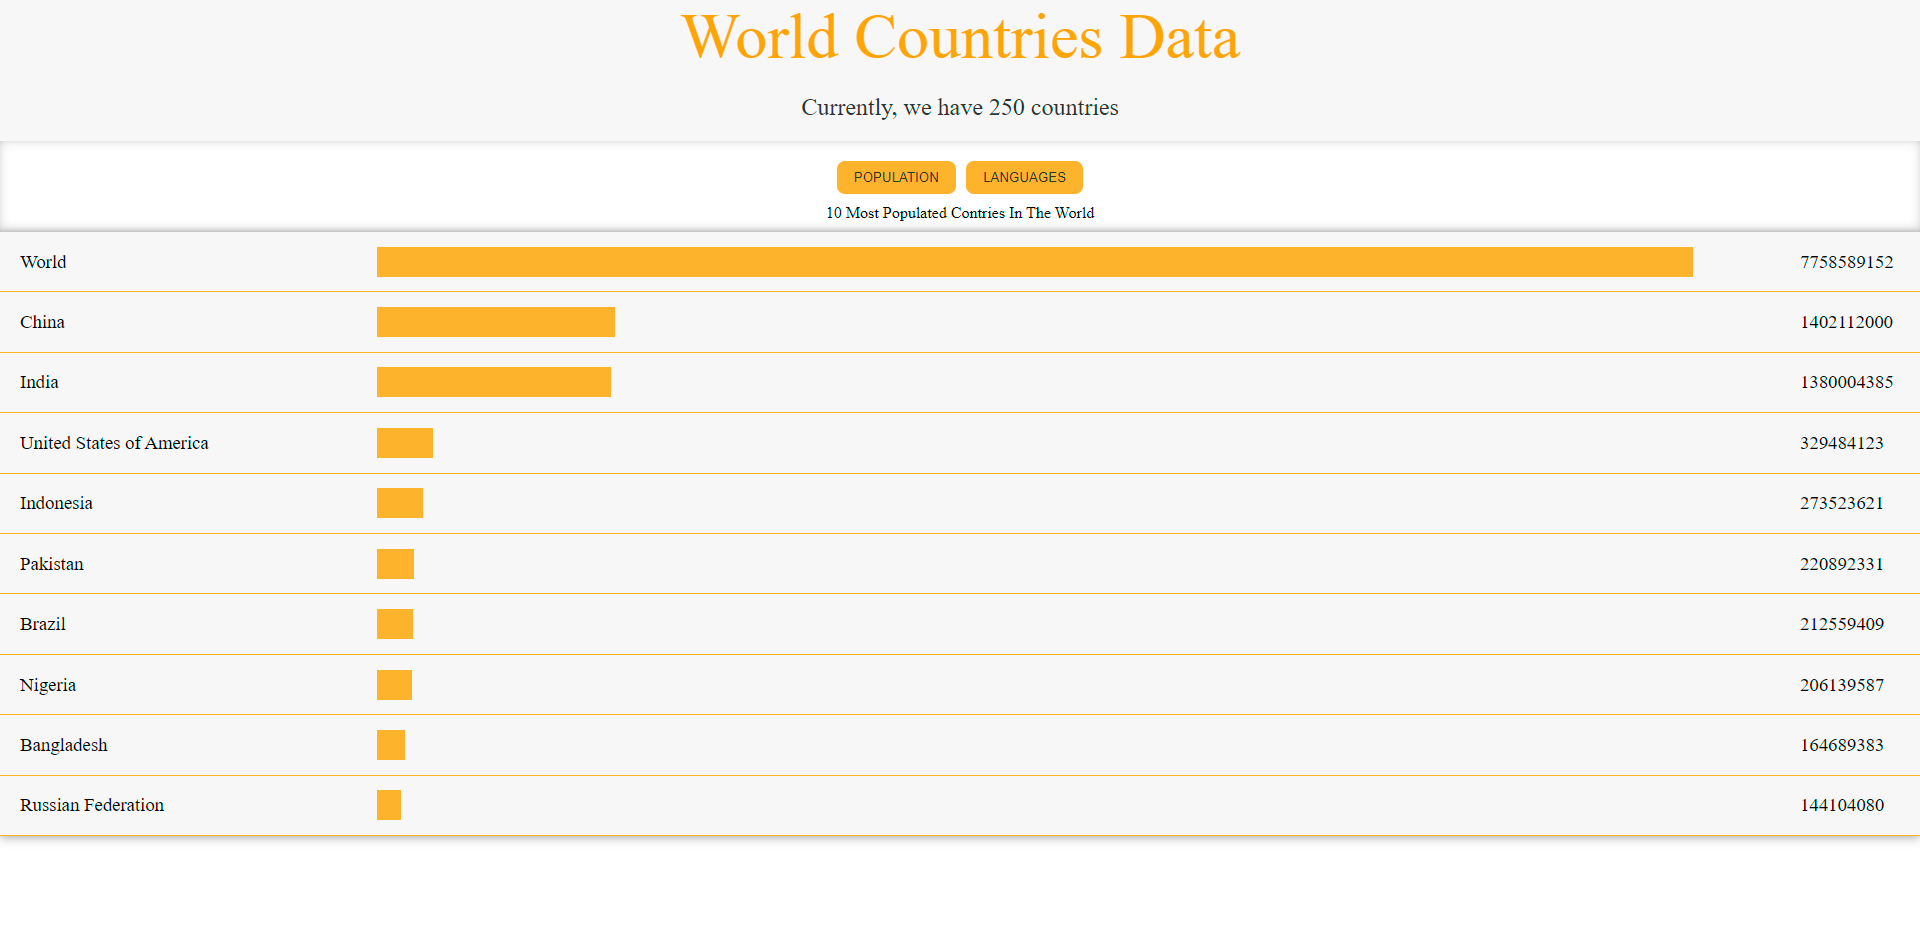 World Countries Data
Currently, we have 250 countries
POPULATION LANGUAGES
10 Most Populated Contries In The World
World 7758589152
China 1402112000
India 1380004385
United States of America 329484123
Indonesia 273523621
Pakistan 220892331
Brazil 212559409
Nigeria 206139587
Bangladesh 164689383
Russian Federation 144104080